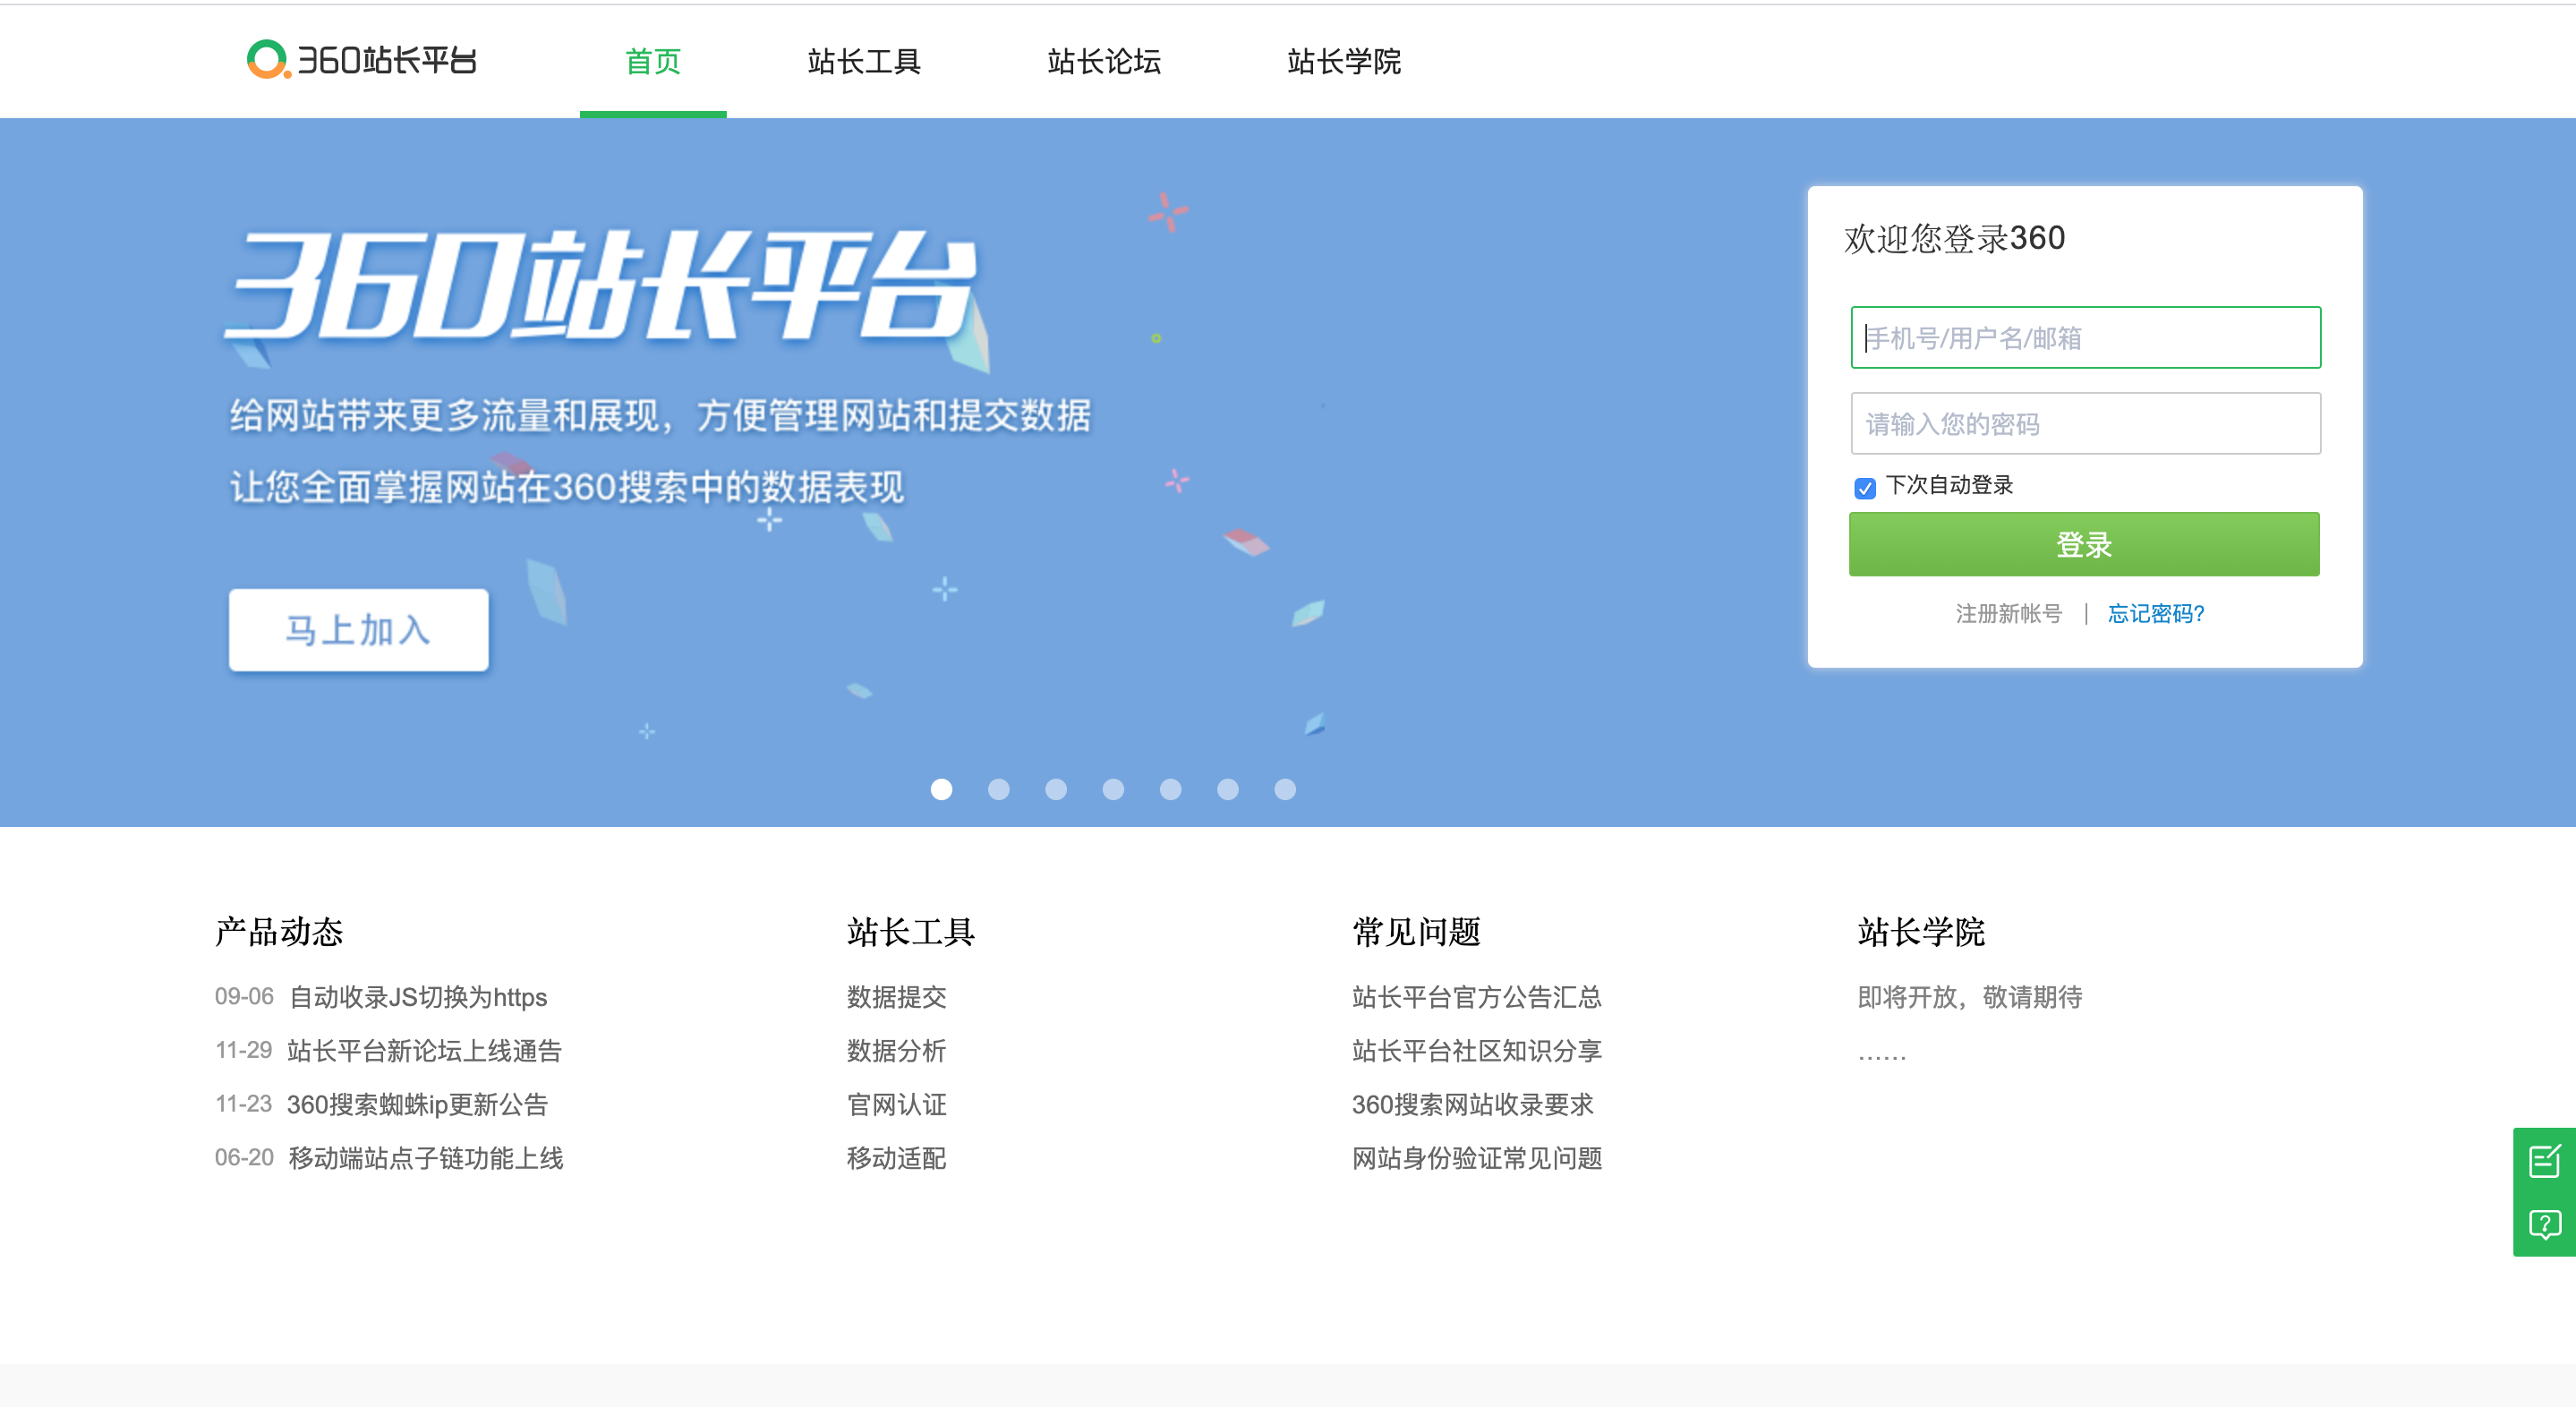 360站长平台
首页
站长工具
站长论坛
站长学院
360站长平台
给网站带来更多流量和展现，方便管理网站和提交数据
让您全面掌握网站在360搜索中的数据表现
马上加入
欢迎您登录360
手机号/用户名/邮箱
请输入您的密码
下次自动登录
登录
注册新帐号 | 忘记密码?
产品动态
09-06 自动收录JS切换为https
11-29 站长平台新论坛上线通告
11-23 360搜索蜘蛛ip更新公告
06-20 移动端站点子链功能上线
站长工具
数据提交
数据分析
官网认证
移动适配
常见问题
站长平台官方公告汇总
站长平台社区知识分享
360搜索网站收录要求
网站身份验证常见问题
站长学院
即将开放，敬请期待
……